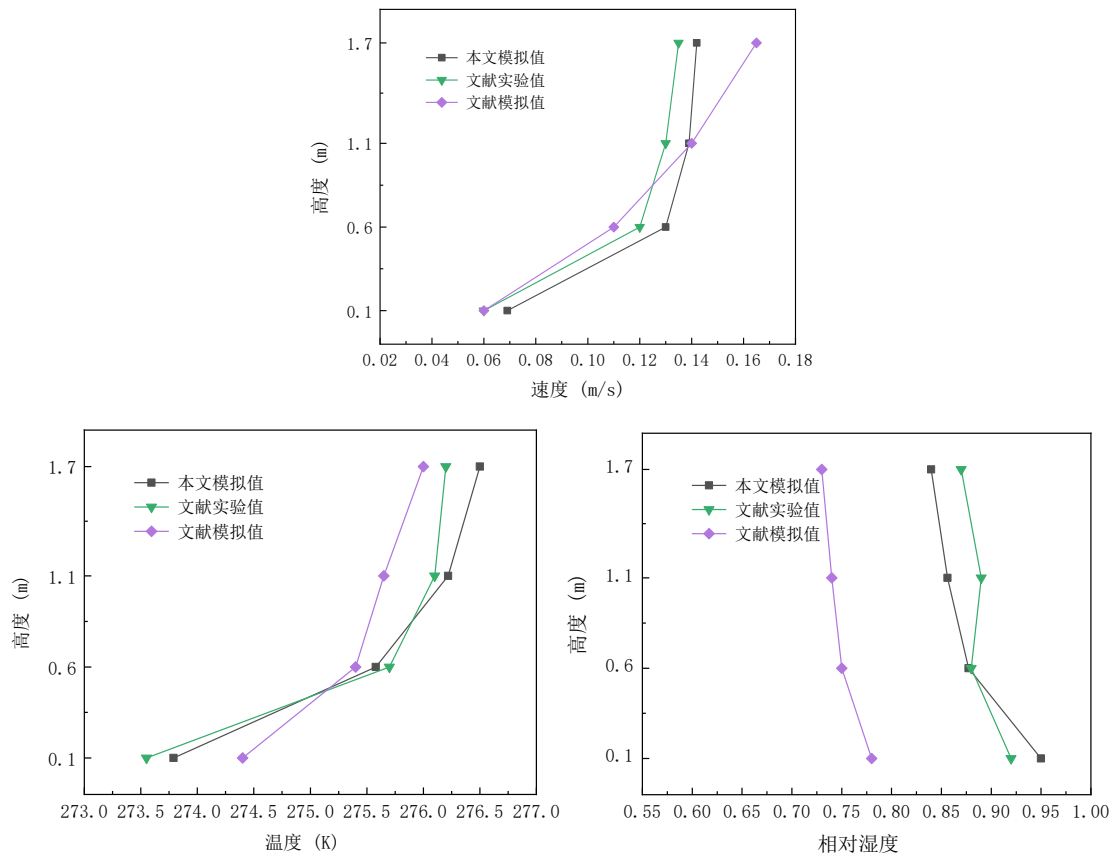 1.7
1.1
0.6
0.1
高度 (m)
本文模拟值
文献实验值
文献模拟值
0.02 0.04 0.06 0.08 0.10 0.12 0.14 0.16 0.18
速度 (m/s)
1.7
1.1
0.6
0.1
高度 (m)
本文模拟值
文献实验值
文献模拟值
273.0 273.5 274.0 274.5 275.0 275.5 276.0 276.5 277.0
温度 (K)
1.7
1.1
0.6
0.1
高度 (m)
本文模拟值
文献实验值
文献模拟值
0.55 0.60 0.65 0.70 0.75 0.80 0.85 0.90 0.95 1.00
相对湿度